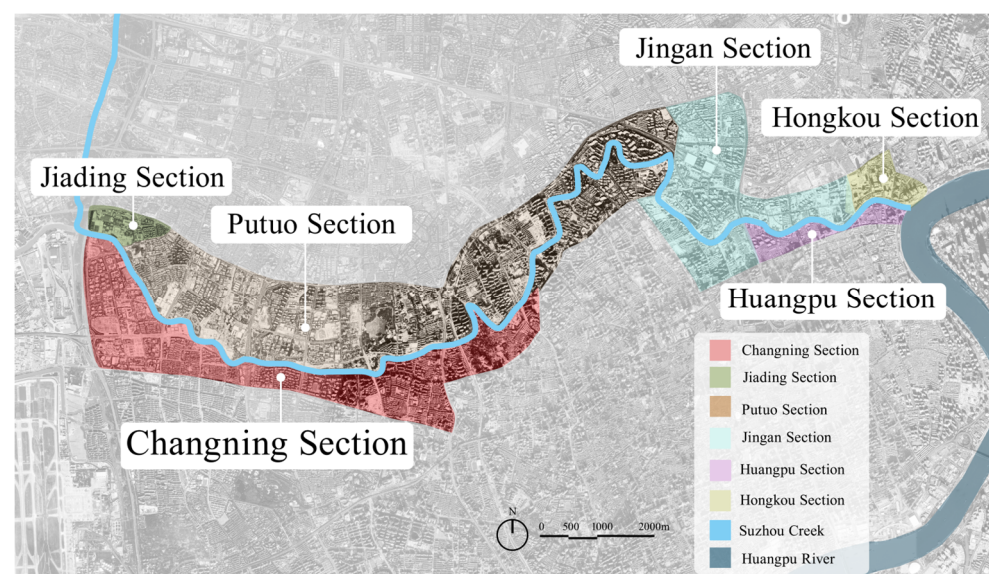 Jingan Section
Hongkou Section
Jiading Section
Putuo Section
Huangpu Section
Changning Section
Changning Section
Jiading Section
Putuo Section
Jingan Section
Huangpu Section
Hongkou Section
Suzhou Creek
Huangpu River
N
0 500 1000 2000m